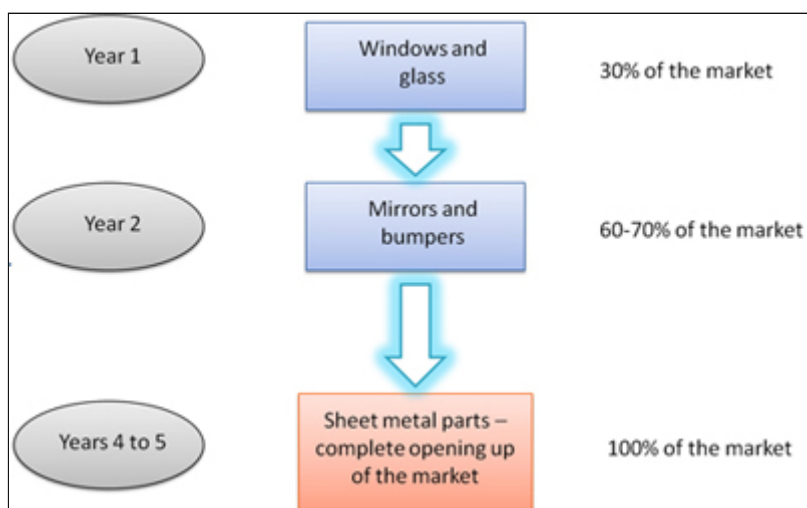 Year 1
Windows and
glass
30% of the market
Year 2
Mirrors and
bumpers
60-70% of the market
Years 4 to 5
Sheet metal parts –
complete opening up
of the market
100% of the market